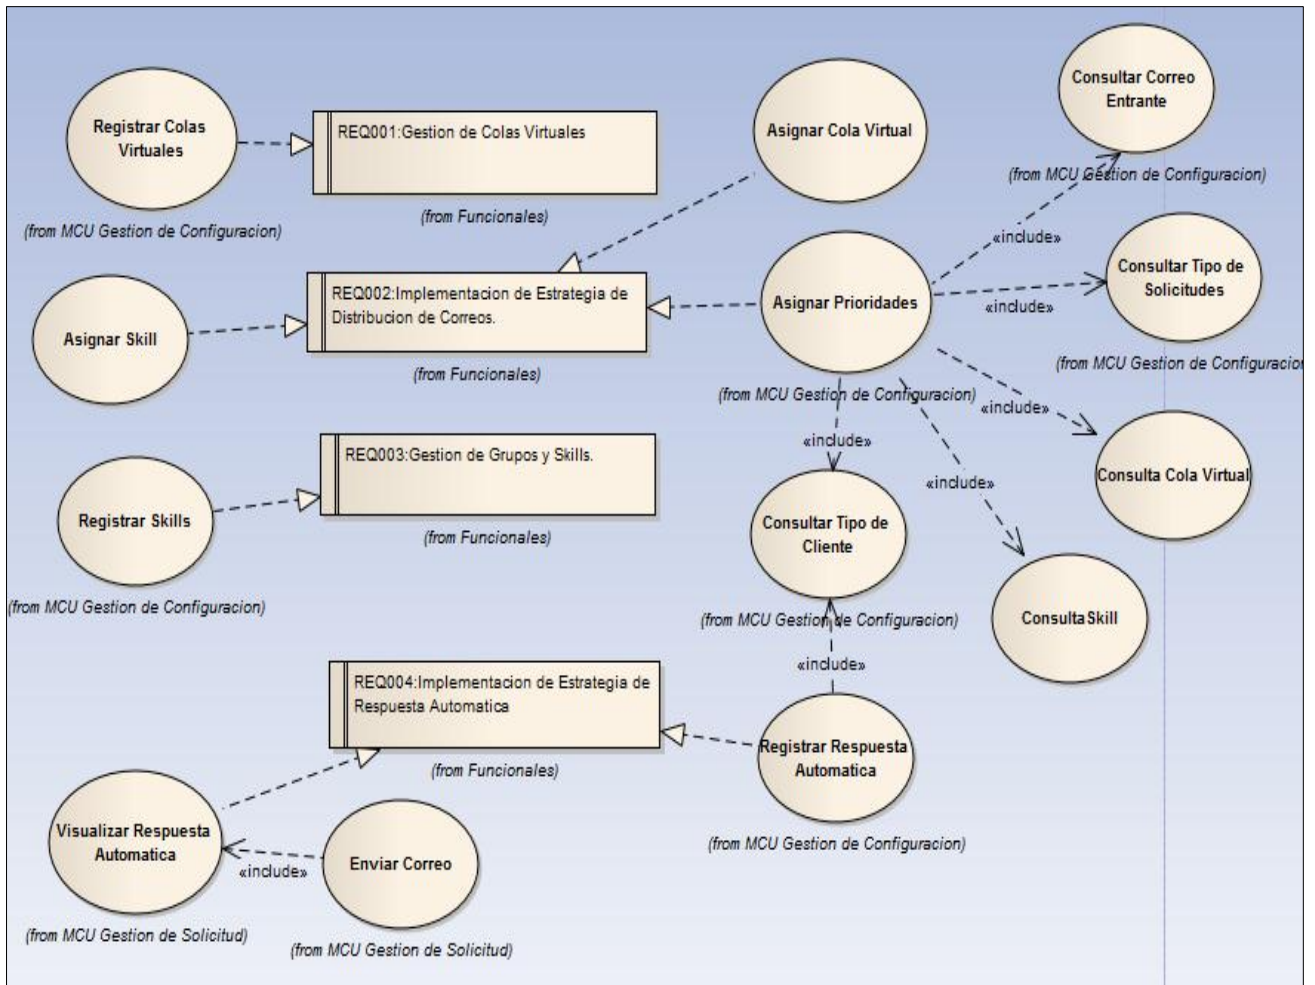 Consultar Correo
Entrante
(from MCU Gestion de Configuracion)
Registrar Colas
Virtuales
(from MCU Gestion de Configuracion)
REQ001:Gestion de Colas Virtuales
(from Funcionales)
Asignar Cola Virtual
«include»
Consultar Tipo de
Solicitudes
(from MCU Gestion de Configuracion
«include»
Asignar Skill
REQ002:Implementacion de Estrategia de
Distribucion de Correos.
(from Funcionales)
Asignar Prioridades
(from MCU Gestion de Configuracion)
«include»
«include»
«include»
Consulta Cola Virtual
Registrar Skills
(from MCU Gestion de Configuracion)
REQ003:Gestion de Grupos y Skills.
(from Funcionales)
Consultar Tipo de
Cliente
(from MCU Gestion de Configuracion)
Consulta Skill
«include»
REQ004:Implementacion de Estrategia de
Respuesta Automatica
(from Funcionales)
Registrar Respuesta
Automatica
(from MCU Gestion de Configuracion)
Visualizar Respuesta
Automatica
(from MCU Gestion de Solicitud)
«include»
Enviar Correo
(from MCU Gestion de Solicitud)